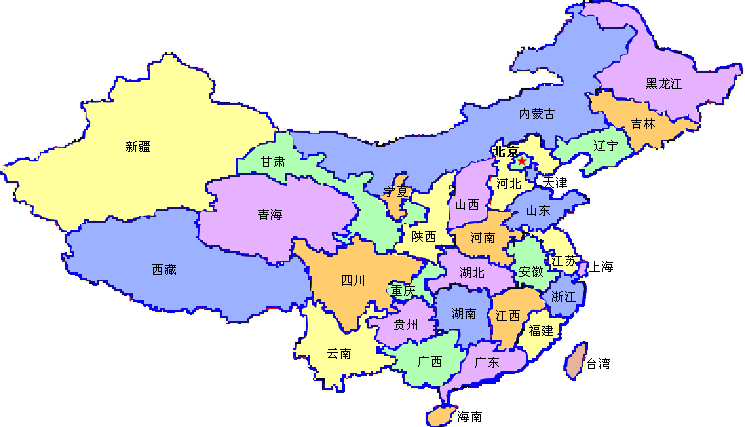 黑龙江
内蒙古
吉林
新疆
辽宁
北京
甘肃
天津
河北
宁夏
山西
山东
青海
陕西
河南
江苏
西藏
上海
湖北
安徽
四川
重庆
浙江
湖南
江西
贵州
福建
云南
广西
广东
台湾
海南